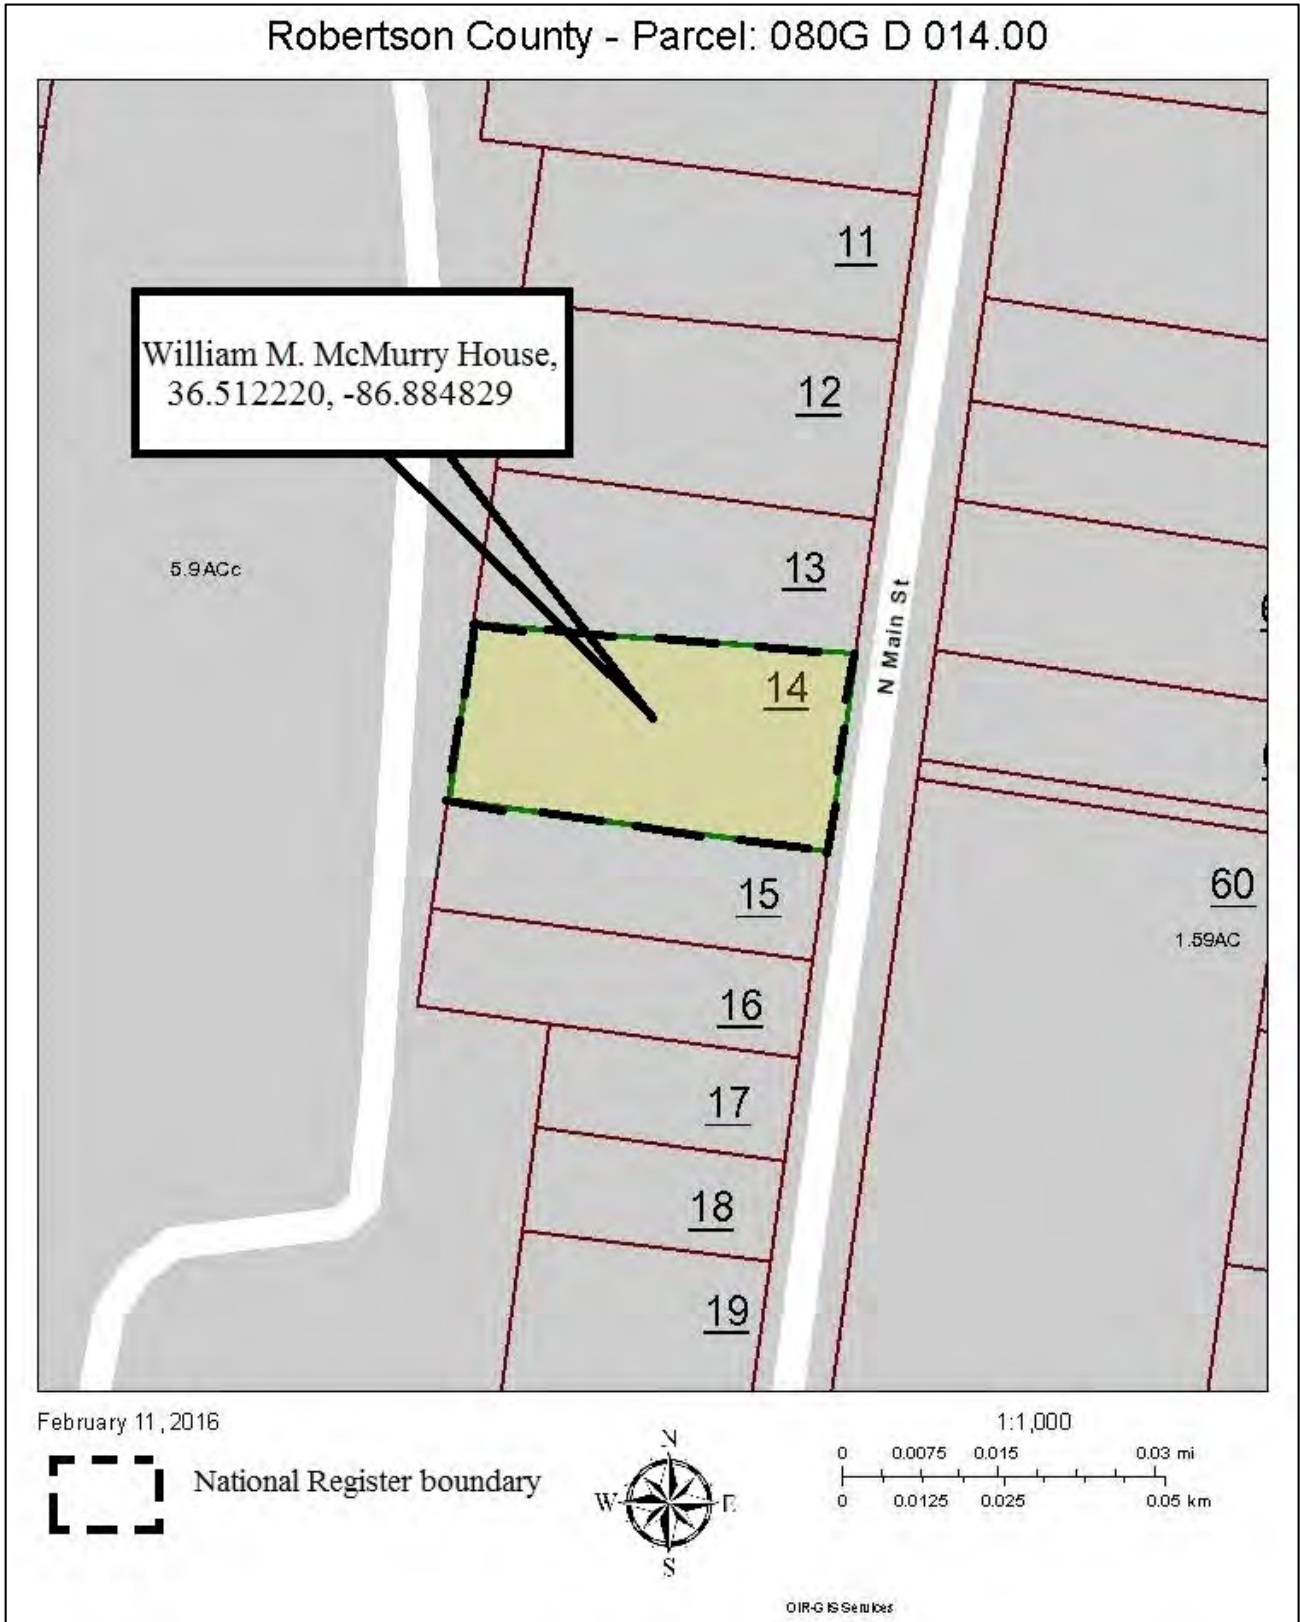 Robertson County - Parcel: 080G D 014.00
11
William M. McMurry House,
36.512220, -86.884829
12
5.9 ACc
13
N Main St
14
15
60
1.59AC
16
17
18
19
February 11, 2016
1:1,000
National Register boundary
N
W
E
S
0 0.0075 0.015 0.03 mi
0 0.0125 0.025 0.05 km
OIR-GIS Services